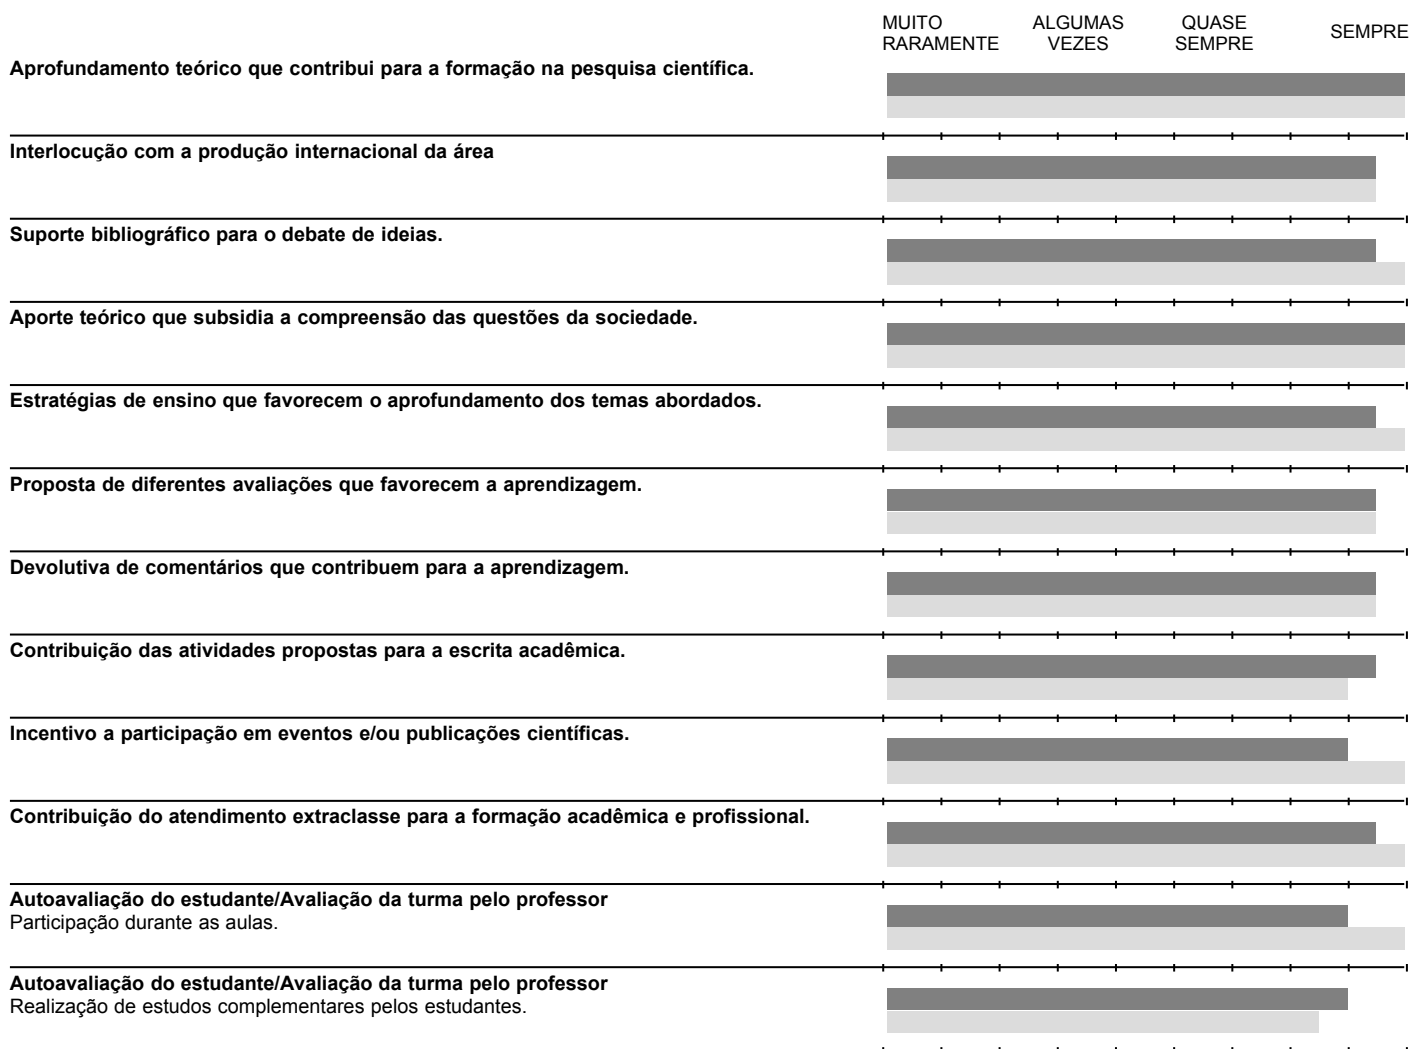 MUITO RARAMENTE
ALGUMAS VEZES
QUASE SEMPRE
SEMPRE
Aprofundamento teórico que contribui para a formação na pesquisa científica.
Interlocução com a produção internacional da área
Suporte bibliográfico para o debate de ideias.
Aporte teórico que subsidia a compreensão das questões da sociedade.
Estratégias de ensino que favorecem o aprofundamento dos temas abordados.
Proposta de diferentes avaliações que favorecem a aprendizagem.
Devolutiva de comentários que contribuem para a aprendizagem.
Contribuição das atividades propostas para a escrita acadêmica.
Incentivo a participação em eventos e/ou publicações científicas.
Contribuição do atendimento extraclasse para a formação acadêmica e profissional.
Autoavaliação do estudante/Avaliação da turma pelo professor
Participação durante as aulas.
Autoavaliação do estudante/Avaliação da turma pelo professor
Realização de estudos complementares pelos estudantes.